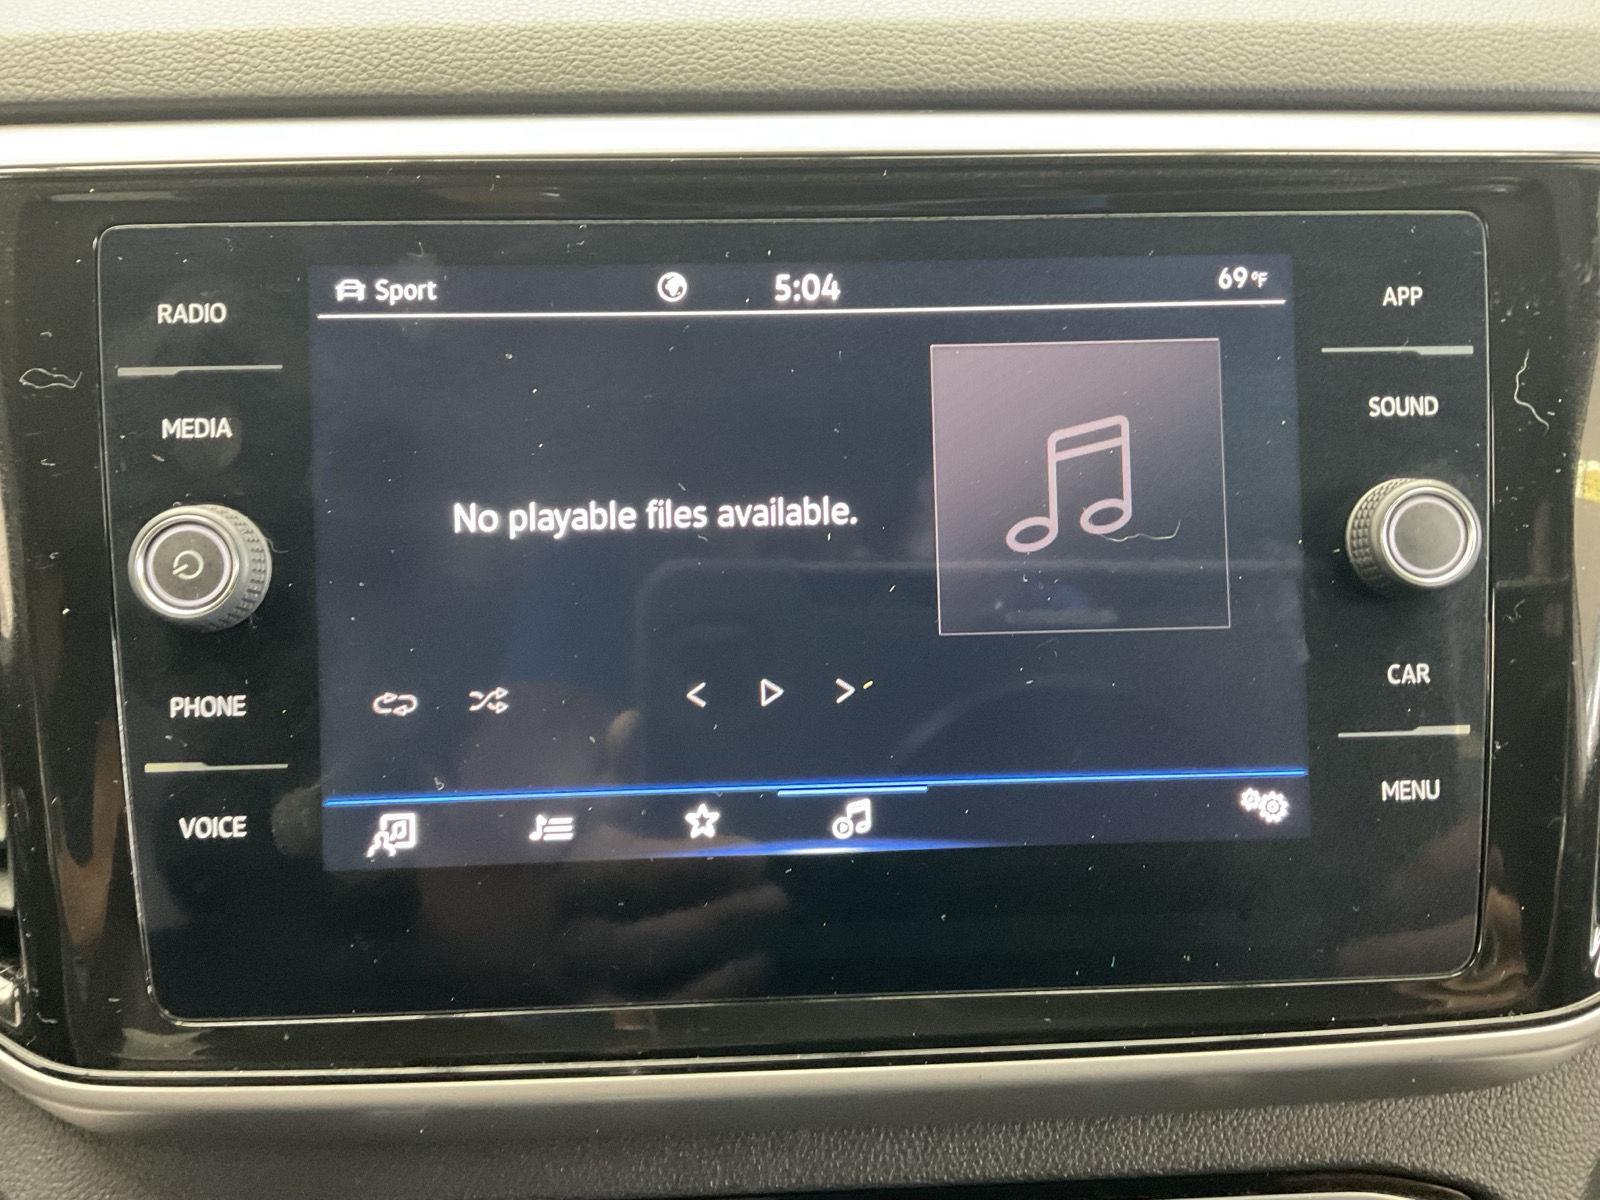 Sport
5:04
69°F
RADIO
MEDIA
PHONE
VOICE
No playable files available.
APP
SOUND
CAR
MENU